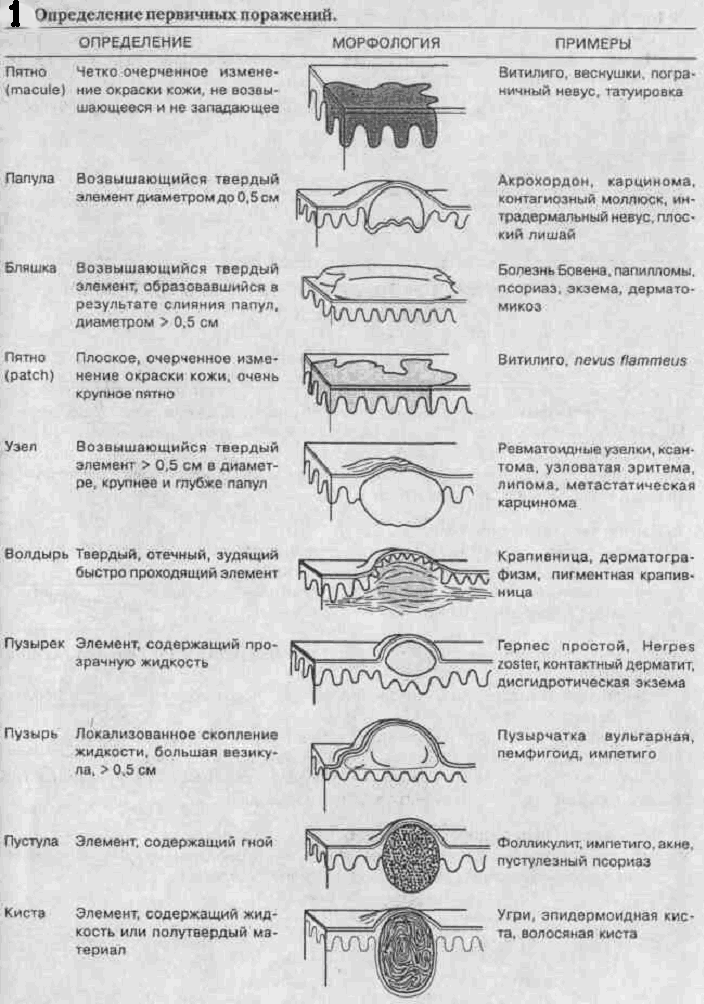 1 Определение первичных поражений.
ОПРЕДЕЛЕНИЕ МОРФОЛОГИЯ ПРИМЕРЫ
Пятно Четко очерченное измене- Витилиго, веснушки, погра-
(macule) ние окраски кожи, не возвы- ничный невус, татуировка
шающееся и не западающее
Папула Возвышающийся твердый Акрохордон, карцинома,
элемент диаметром до 0,5 см контагиозный моллюск, ин-
традермальный невус, плос-
кий лишай
Бляшка Возвышающийся твердый Болезнь Бовена, папилломы,
элемент, образовавшийся в псориаз, экзема, дермато-
результате слияния папул, микоз
диаметром > 0,5 см
Пятно Плоское, очерченное изме- Витилиго, nevus flammeus
(patch) нение окраски кожи, очень
крупное пятно
Узел Возвышающийся твердый Ревматоидные узелки, ксан-
элемент > 0,5 см в диамет- тома, узловатая эритема,
ре, крупнее и глубже папул липома, метастатическая
карцинома
Волдырь Твердый, отечный, зудящий Крапивница, дермогра-
быстро проходящий элемент физм, пигментная крапив-
ница
Пузырек Элемент, содержащий про- Герпес простой, Herpes
зрачную жидкость zoster, контактный дерматит,
дисгидротическая экзема
Пузырь Локализованное скопление Пузырчатка вульгарная,
жидкости, большая везику- пемфигоид, импетиго
ла, > 0,5 см
Пустула Элемент, содержащий гной Фолликулит, импетиго, акне,
пустулезный псориаз
Киста Элемент, содержащий жид- Угри, эпидермоидная кис-
кость или полутвердый ма- та, волосяная киста
териал